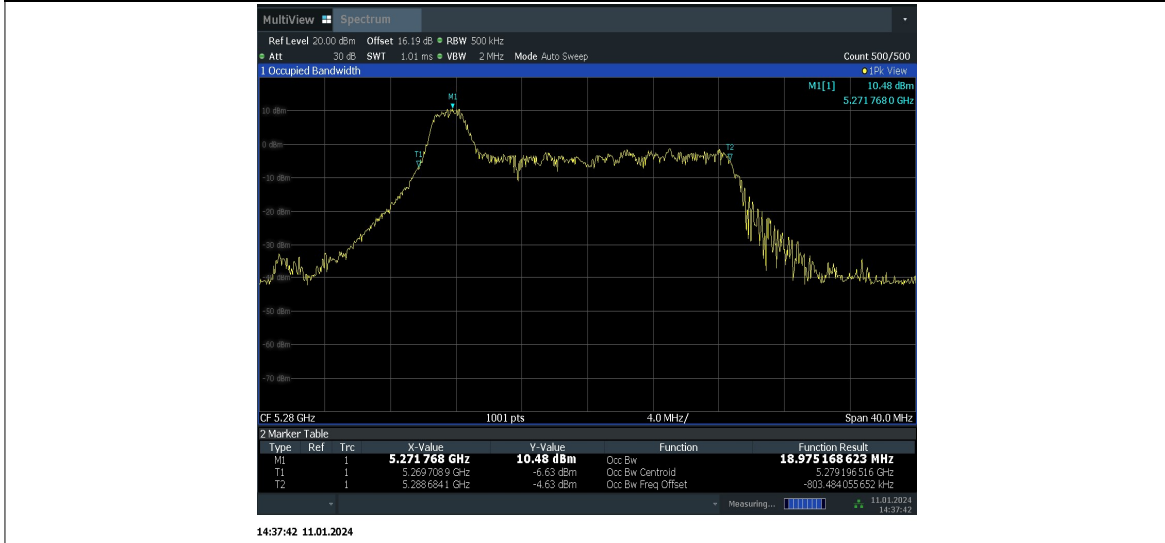 MultiView Spectrum
Ref Level 20.00 dBm Offset 16.19 dB RBW 500 kHz
Att 30 dB SWT 1.01 ms VBW 2 MHz Mode Auto Sweep Count 500/500
1 Occupied Bandwidth 1Pk View
M1[1] 10.48 dBm
5.271 768 0 GHz
M1
10 dBm
0 dBm
T1
T2
-10 dBm
-20 dBm
-30 dBm
-40 dBm
-50 dBm
-60 dBm
-70 dBm
CF 5.28 GHz 1001 pts 4.0 MHz/ Span 40.0 MHz
2 Marker Table
Type Ref Trc X-Value Y-Value Function Function Result
M1 1 5.271 768 GHz 10.48 dBm Occ Bw 18.975 168 623 MHz
T1 1 5.269 708 9 GHz -6.63 dBm Occ Bw Centroid 5.279 196 516 GHz
T2 1 5.288 684 1 GHz -4.63 dBm Occ Bw Freq Offset -803.484 055 652 kHz
Measuring... 11.01.2024
14:37:42
14:37:42 11.01.2024